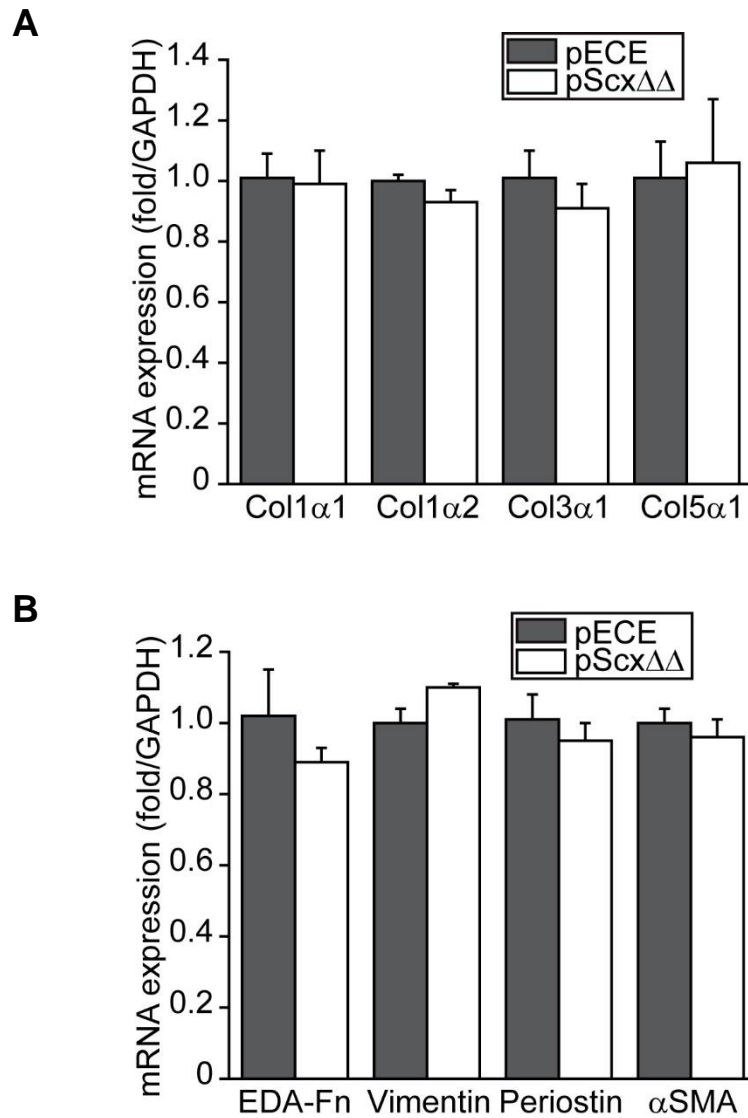 A
mRNA expression (fold/GAPDH)
pECE
pScxΔΔ
1.4
1.2
1.0
0.8
0.6
0.4
0.2
0
Col1α1 Col1α2 Col3α1 Col5α1
B
mRNA expression (fold/GAPDH)
pECE
pScxΔΔ
1.2
1.0
0.8
0.6
0.4
0.2
0
EDA-Fn Vimentin Periostin αSMA